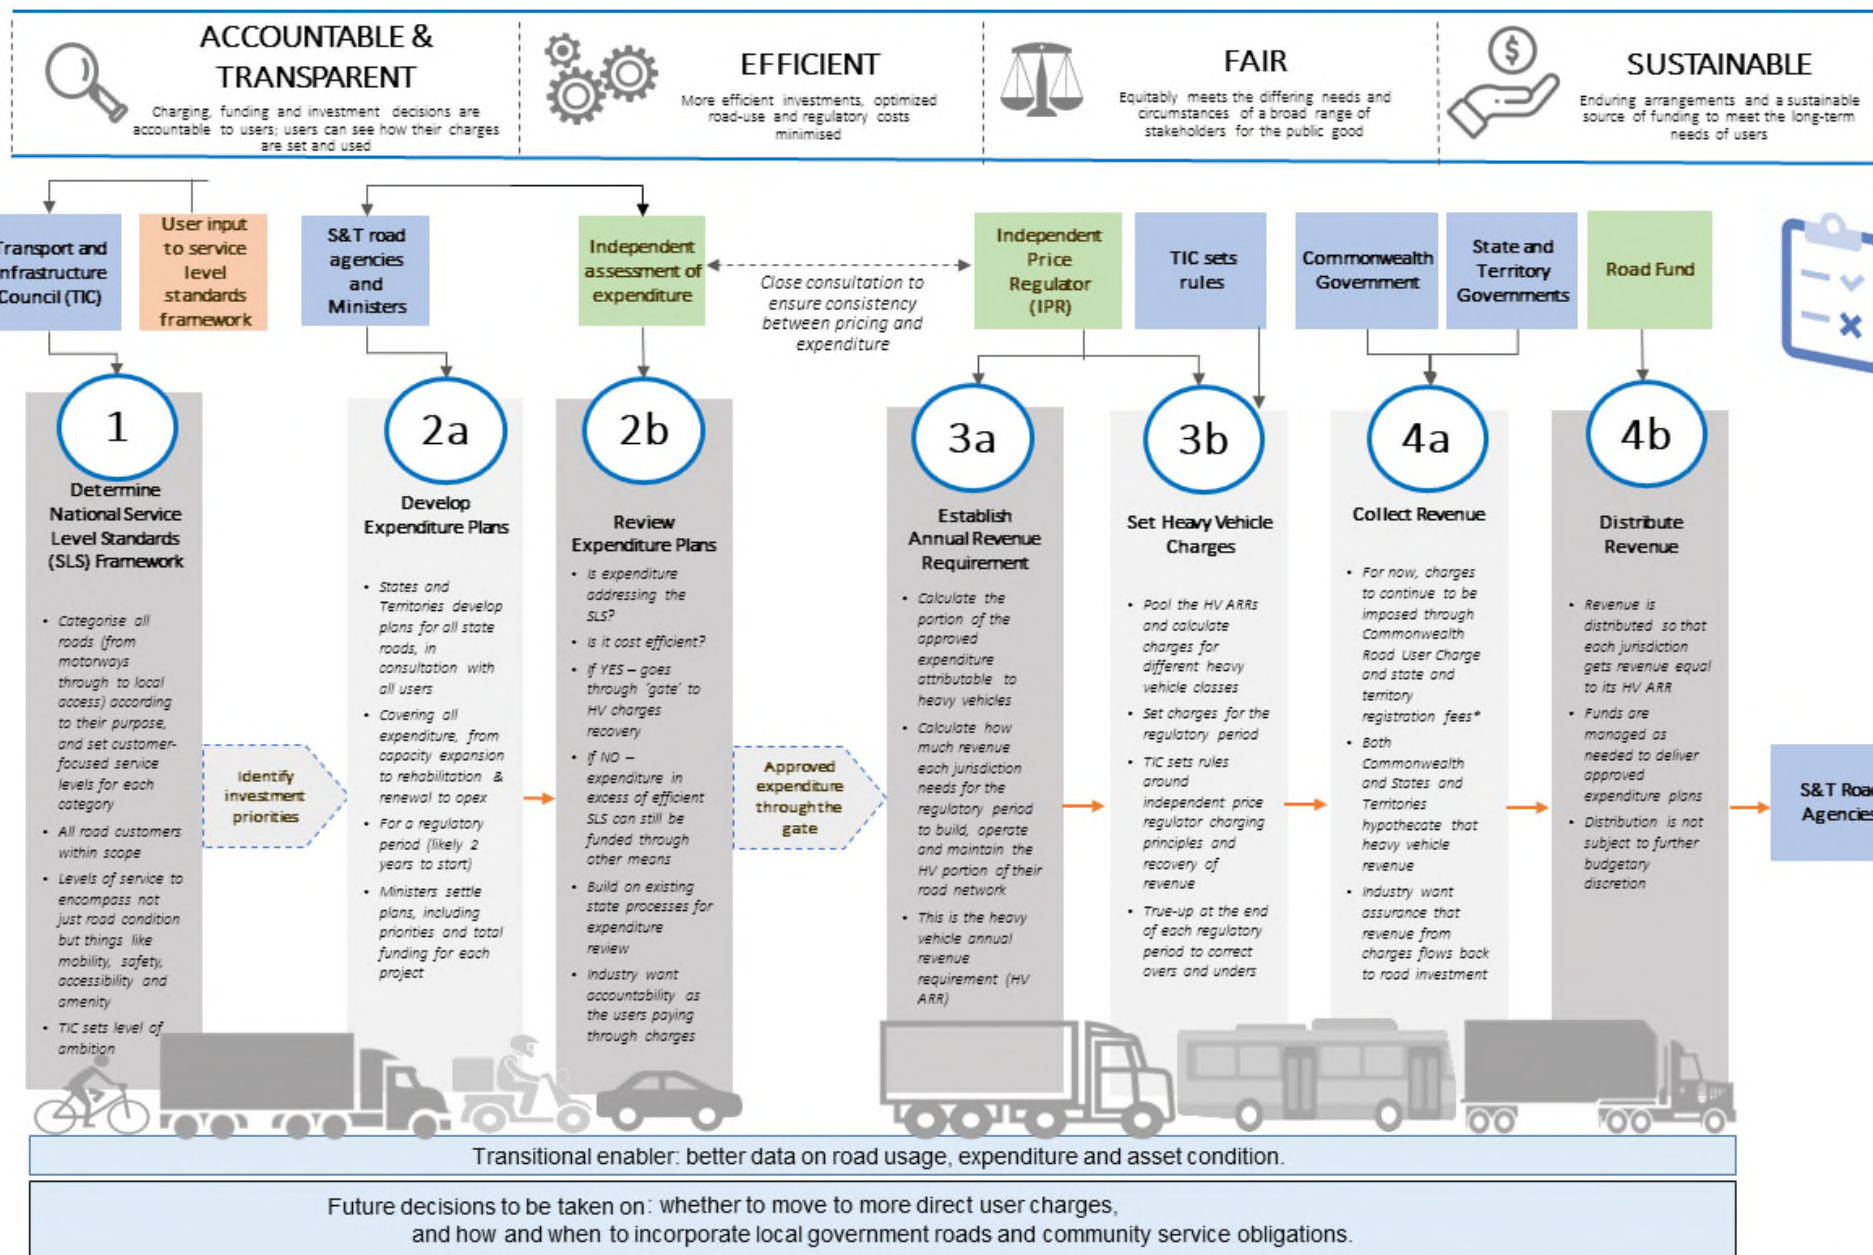 ACCOUNTABLE &
TRANSPARENT
Charging, funding and investment decisions are
accountable to users; users can see how their charges
are set and used
EFFICIENT
More efficient investments, optimized
road-use and regulatory costs
minimised
FAIR
Equitably meets the differing needs and
circumstances of a broad range of
stakeholders for the public good
SUSTAINABLE
Enduring arrangements and a sustainable
source of funding to meet the long-term
needs of users
Transport and
Infrastructure
Council (TIC)
User input
to service
level
standards
framework
S&T road
agencies
and
Ministers
Independent
assessment of
expenditure
Close consultation to
ensure consistency
between pricing and
expenditure
Independent
Price
Regulator
(IPR)
TIC sets
rules
Commonwealth
Government
State and
Territory
Governments
Road Fund
1
Determine
National Service
Level Standards
(SLS) Framework
• Categorise all
roads (from
motorways
through to local
access) according
to their purpose,
and set customer-
focused service
levels for each
category
• All road customers
within scope
• Levels of service to
encompass not
just road condition
but things like
mobility, safety,
accessibility and
amenity
• TIC sets level of
ambition
Identify
investment
priorities
2a
Develop
Expenditure Plans
• States and
Territories develop
plans for all state
roads, in
consultation with
all users
• Covering all
expenditure, from
capacity expansion
to rehabilitation &
renewal to opex
• For a regulatory
period (likely 2
years to start)
• Ministers settle
plans, including
priorities and total
funding for each
project
2b
Review
Expenditure Plans
• Is expenditure
addressing the
SLS?
• Is it cost efficient?
• If YES – goes
through 'gate' to
HV charges
recovery
• If NO –
expenditure in
excess of efficient
SLS can still be
funded through
other means
• Build on existing
state processes for
expenditure
review
• Industry want
accountability as
the users paying
through charges
Approved
expenditure
through the
gate
3a
Establish
Annual Revenue
Requirement
• Calculate the
portion of the
approved
expenditure
attributable to
heavy vehicles
• Calculate how
much revenue
each jurisdiction
needs for the
regulatory period
to build, operate
and maintain the
HV portion of their
road network
• This is the heavy
vehicle annual
revenue
requirement (HV
ARR)
3b
Set Heavy Vehicle
Charges
• Pool the HV ARRs
and calculate
charges for
different heavy
vehicle classes
• Set charges for the
regulatory period
• TIC sets rules
around
independent price
regulator charging
principles and
recovery of
revenue
• True-up at the end
of each regulatory
period to correct
overs and unders
4a
Collect Revenue
• For now, charges
to continue to be
imposed through
Commonwealth
Road User Charge
and state and
territory
registration fees*
• Both
Commonwealth
and States and
Territories
hypothecate that
heavy vehicle
revenue
• Industry want
assurance that
revenue from
charges flows back
to road investment
4b
Distribute
Revenue
• Revenue is
distributed so that
each jurisdiction
gets revenue equal
to its HV ARR
• Funds are
managed as
needed to deliver
approved
expenditure plans
• Distribution is not
subject to further
budgetary
discretion
S&T Road
Agencies
Transitional enabler: better data on road usage, expenditure and asset condition.
Future decisions to be taken on: whether to move to more direct user charges,
and how and when to incorporate local government roads and community service obligations.